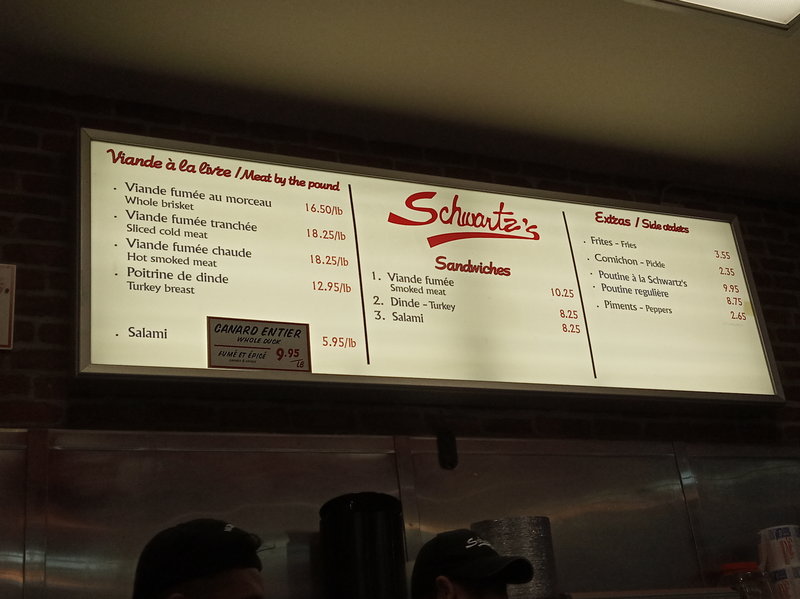 Viande à la livre / Meat by the pound
· Viande fumée au morceau
Whole brisket 16.50/lb
· Viande fumée tranchée
Sliced cold meat 18.25/lb
· Viande fumée chaude
Hot smoked meat 18.25/lb
· Poitrine de dinde
Turkey breast 12.95/lb
· Salami 5.95/lb
CANARD ENTIER
WHOLE DUCK
FUMÉ ET ÉPICÉ 9.95/LB
Schwartz's
Sandwiches
1. Viande fumée
Smoked meat 10.25
2. Dinde - Turkey 8.25
3. Salami 8.25
Extras / Side orders
· Frites - Fries 3.55
· Cornichon - Pickle 2.35
· Poutine à la Schwartz's 9.95
· Poutine regulière 8.75
· Piments - Peppers 2.65